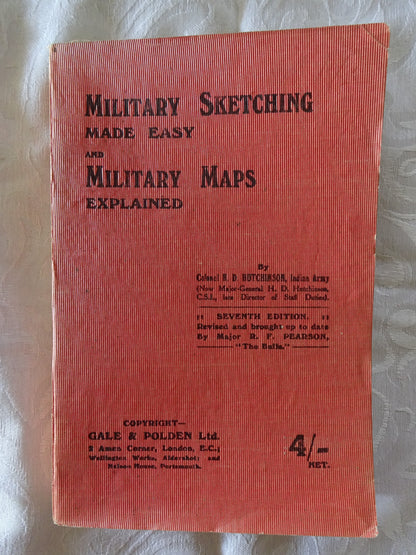 MILITARY SKETCHING
MADE EASY
AND
MILITARY MAPS
EXPLAINED
By
Colonel H. D. HUTCHINSON, Indian Army
(Now Major-General H. D. Hutchinson,
C.S.I., late Director of Staff Duties).
SEVENTH EDITION.
Revised and brought up to date
By Major R. F. PEARSON,
"The Buffs."
COPYRIGHT—
GALE & POLDEN Ltd.
2 Amen Corner, London, E.C.;
Wellington Works, Aldershot; and
Nelson House, Portsmouth.
4/-
NET.